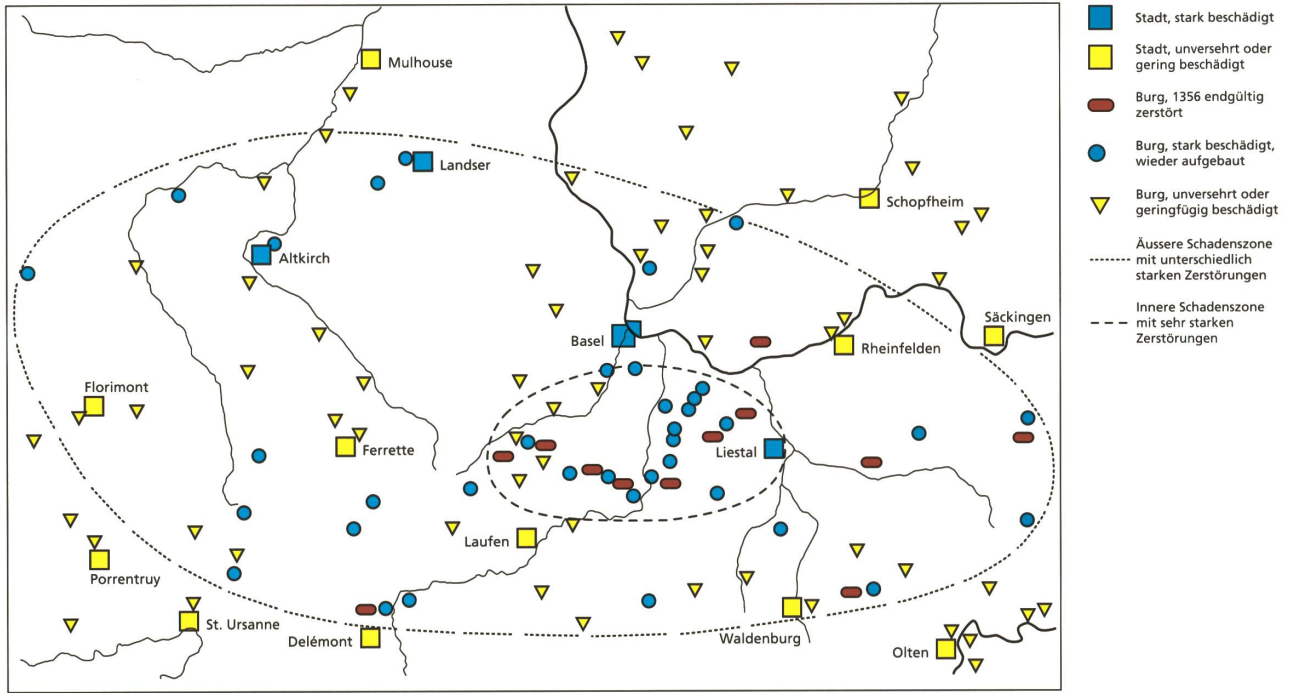 Mulhouse
Landser
Schopfheim
Altkirch
Säckingen
Basel
Rheinfelden
Florimont
Ferrette
Liestal
Laufen
Porrentruy
St. Ursanne
Delémont
Waldenburg
Olten
Stadt, stark beschädigt
Stadt, unversehrt oder
gering beschädigt
Burg, 1356 endgültig
zerstört
Burg, stark beschädigt,
wieder aufgebaut
Burg, unversehrt oder
geringfügig beschädigt
Äussere Schadenszone
mit unterschiedlich
starken Zerstörungen
Innere Schadenszone
mit sehr starken
Zerstörungen